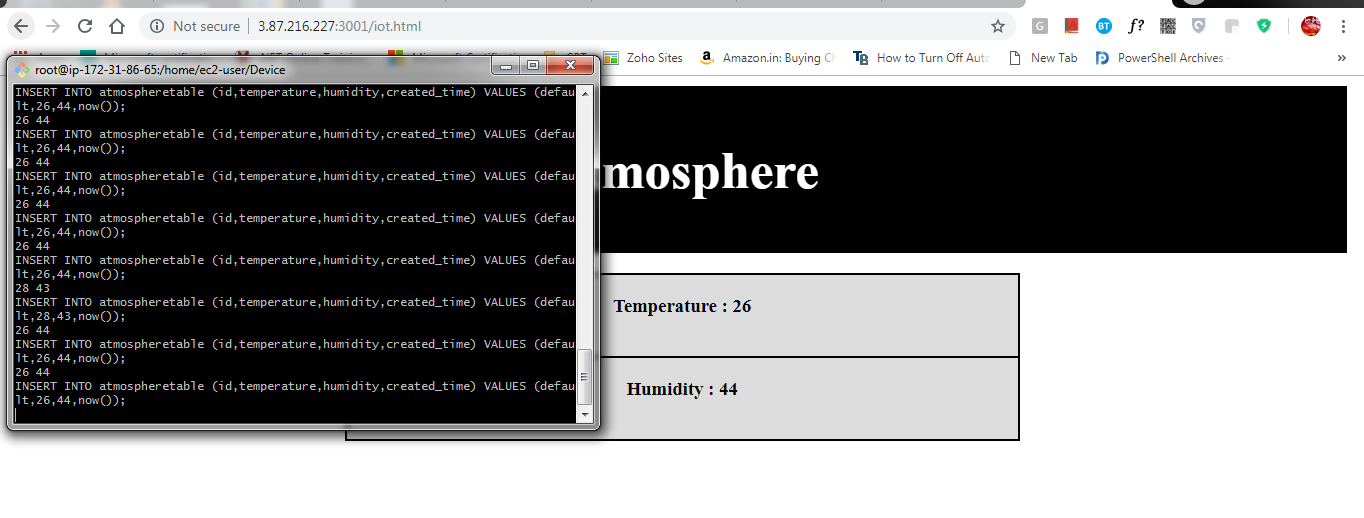 Not secure | 3.87.216.227:3001/iot.html
G BT f?
Zoho Sites Amazon.in: Buying TB How to Turn Off New Tab PowerShell Archives »
root@ip-172-31-86-65:/home/ec2-user/Device
INSERT INTO atmospheretable (id,temperature,humidity,created_time) VALUES (defau
lt,26,44,now());
26 44
INSERT INTO atmospheretable (id,temperature,humidity,created_time) VALUES (defau
lt,26,44,now());
26 44
INSERT INTO atmospheretable (id,temperature,humidity,created_time) VALUES (defau
lt,26,44,now());
26 44
INSERT INTO atmospheretable (id,temperature,humidity,created_time) VALUES (defau
lt,26,44,now());
26 44
INSERT INTO atmospheretable (id,temperature,humidity,created_time) VALUES (defau
lt,26,44,now());
28 43
INSERT INTO atmospheretable (id,temperature,humidity,created_time) VALUES (defau
lt,28,43,now());
26 44
INSERT INTO atmospheretable (id,temperature,humidity,created_time) VALUES (defau
lt,26,44,now());
26 44
INSERT INTO atmospheretable (id,temperature,humidity,created_time) VALUES (defau
lt,26,44,now());
mosphere
Temperature : 26
Humidity : 44